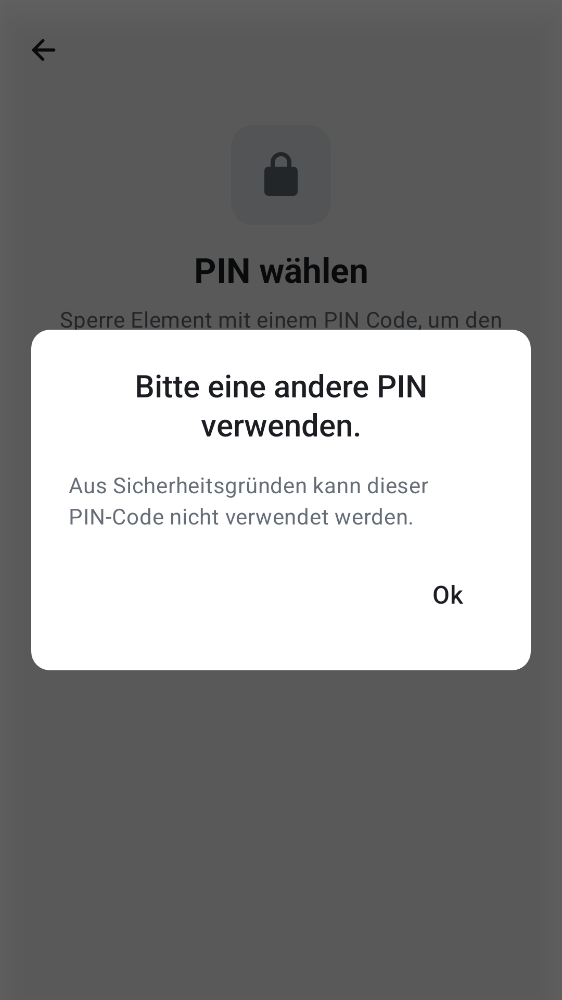 PIN wählen
Sperre Element mit einem PIN Code, um den
Bitte eine andere PIN
verwenden.
Aus Sicherheitsgründen kann dieser
PIN-Code nicht verwendet werden.
Ok